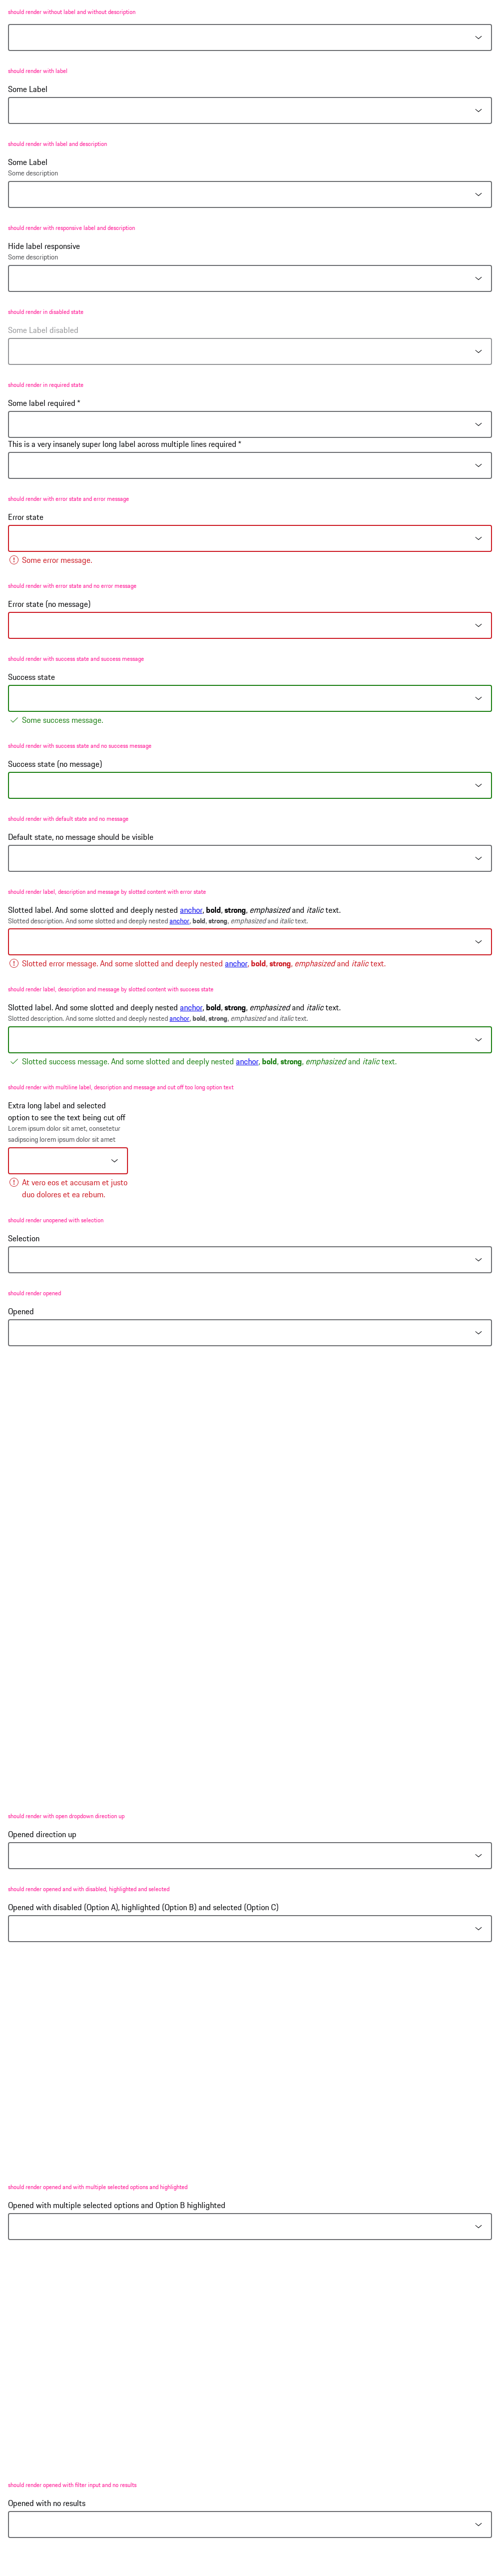 should render without label and without description
should render with label
Some Label
should render with label and description
Some Label
Some description
should render with responsive label and description
Hide label responsive
Some description
should render in disabled state
Some Label disabled
should render in required state
Some label required *
This is a very insanely super long label across multiple lines required *
should render with error state and error message
Error state
Some error message.
should render with error state and no error message
Error state (no message)
should render with success state and success message
Success state
Some success message.
should render with success state and no success message
Success state (no message)
should render with default state and no message
Default state, no message should be visible
should render label, description and message by slotted content with error state
Slotted label. And some slotted and deeply nested anchor, bold, strong, emphasized and italic text.
Slotted description. And some slotted and deeply nested anchor, bold, strong, emphasized and italic text.
Slotted error message. And some slotted and deeply nested anchor, bold, strong, emphasized and italic text.
should render label, description and message by slotted content with success state
Slotted label. And some slotted and deeply nested anchor, bold, strong, emphasized and italic text.
Slotted description. And some slotted and deeply nested anchor, bold, strong, emphasized and italic text.
Slotted success message. And some slotted and deeply nested anchor, bold, strong, emphasized and italic text.
should render with multiline label, description and message and cut off too long option text
Extra long label and selected
option to see the text being cut off
Lorem ipsum dolor sit amet, consetetur
sadipscing lorem ipsum dolor sit amet
At vero eos et accusam et justo
duo dolores et ea rebum.
should render unopened with selection
Selection
should render opened
Opened
should render with open dropdown direction up
Opened direction up
should render opened and with disabled, highlighted and selected
Opened with disabled (Option A), highlighted (Option B) and selected (Option C)
should render opened and with multiple selected options and highlighted
Opened with multiple selected options and Option B highlighted
should render opened with filter input and no results
Opened with no results